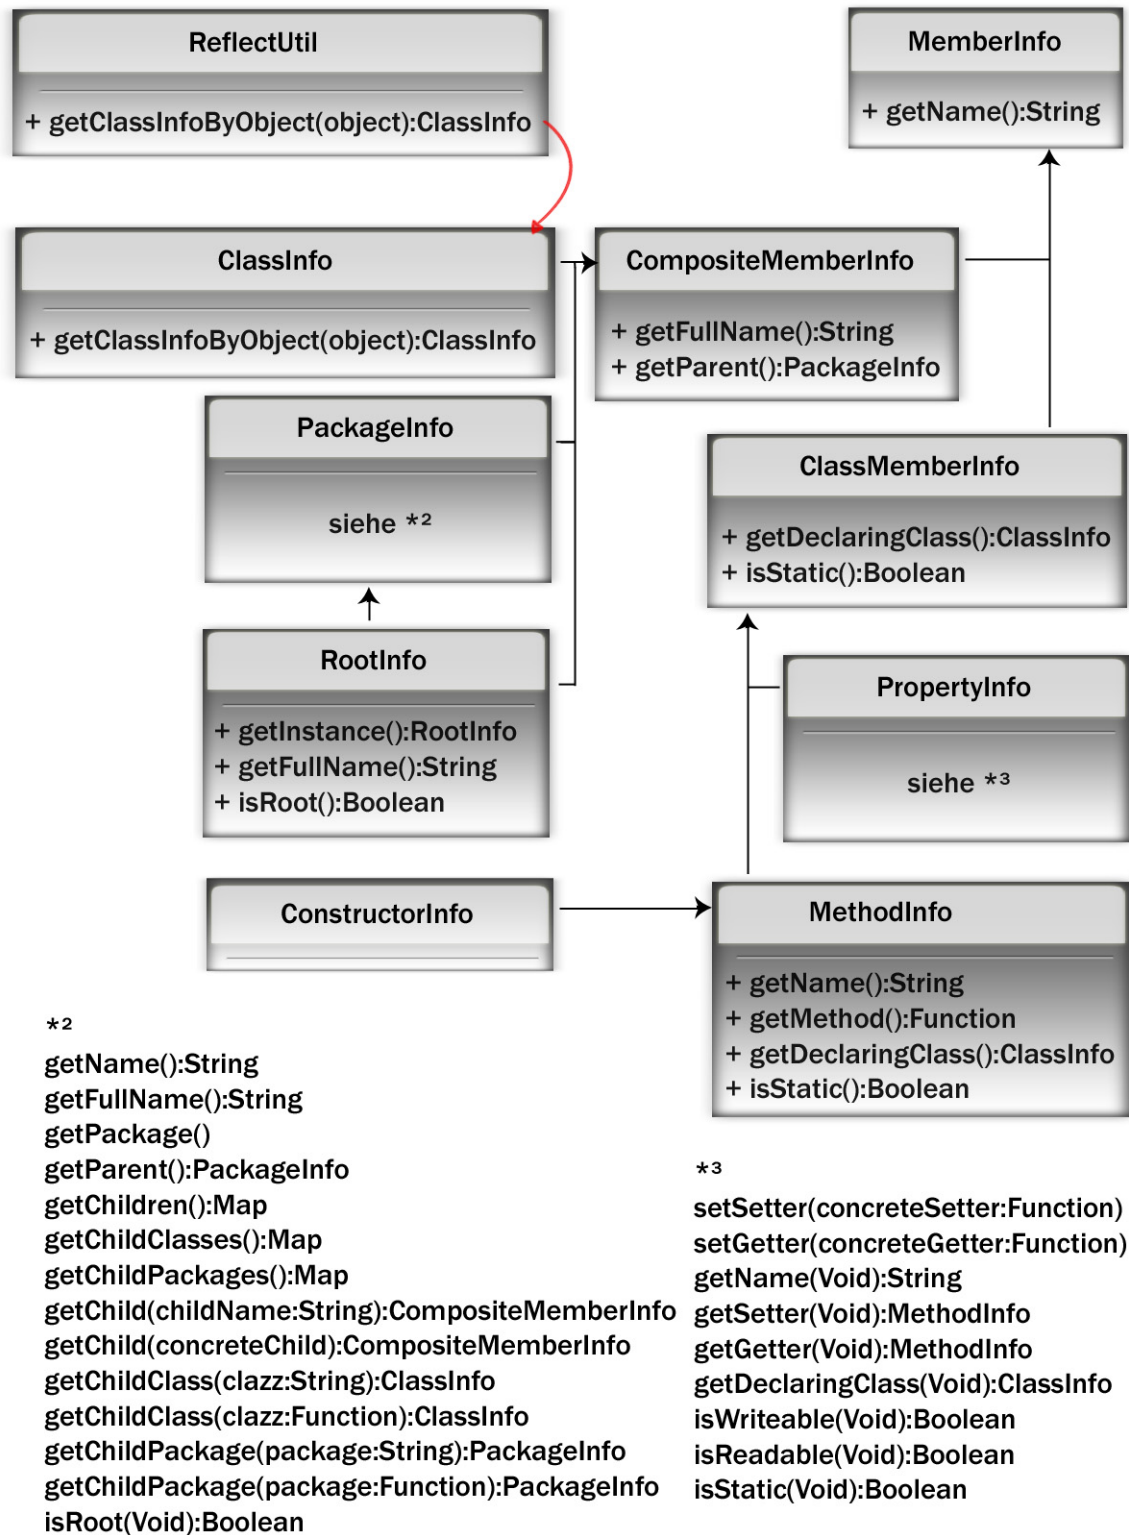 ReflectUtil
+ getClassInfoByObject(object):ClassInfo
MemberInfo
+ getName():String
ClassInfo
+ getClassInfoByObject(object):ClassInfo
CompositeMemberInfo
+ getFullName():String
+ getParent():PackageInfo
PackageInfo
siehe *²
ClassMemberInfo
+ getDeclaringClass():ClassInfo
+ isStatic():Boolean
RootInfo
+ getInstance():RootInfo
+ getFullName():String
+ isRoot():Boolean
PropertyInfo
siehe *³
ConstructorInfo
MethodInfo
+ getName():String
+ getMethod():Function
+ getDeclaringClass():ClassInfo
+ isStatic():Boolean
*²
getName():String
getFullName():String
getPackage()
getParent():PackageInfo
getChildren():Map
getChildClasses():Map
getChildPackages():Map
getChild(childName:String):CompositeMemberInfo
getChild(concreteChild):CompositeMemberInfo
getChildClass(clazz:String):ClassInfo
getChildClass(clazz:Function):ClassInfo
getChildPackage(package:String):PackageInfo
getChildPackage(package:Function):PackageInfo
isRoot(Void):Boolean
*³
setSetter(concreteSetter:Function)
setGetter(concreteGetter:Function)
getName(Void):String
getSetter(Void):MethodInfo
getGetter(Void):MethodInfo
getDeclaringClass(Void):ClassInfo
isWriteable(Void):Boolean
isReadable(Void):Boolean
isStatic(Void):Boolean